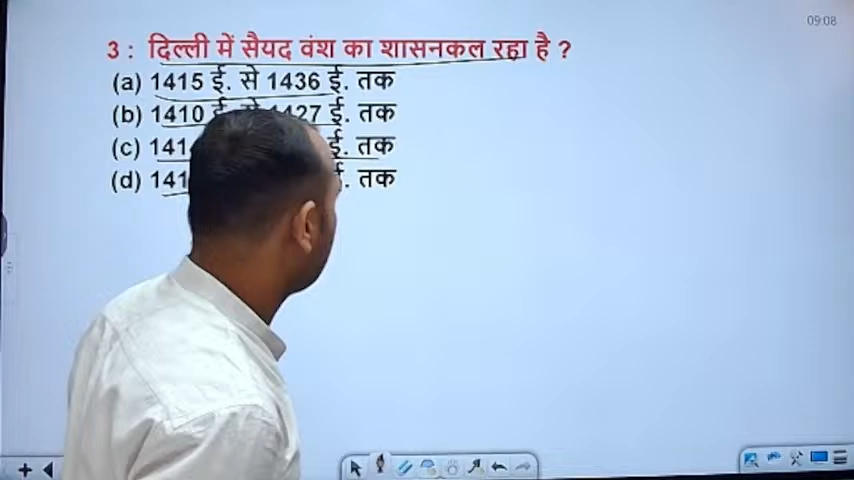 09:08
3 : दिल्ली में सैयद वंश का शासनकल रहा है ?
(a) 1415 ई. से 1436 ई. तक
(b) 1410 ई. से 1427 ई. तक
(c) 141 ई. तक
(d) 141 . तक